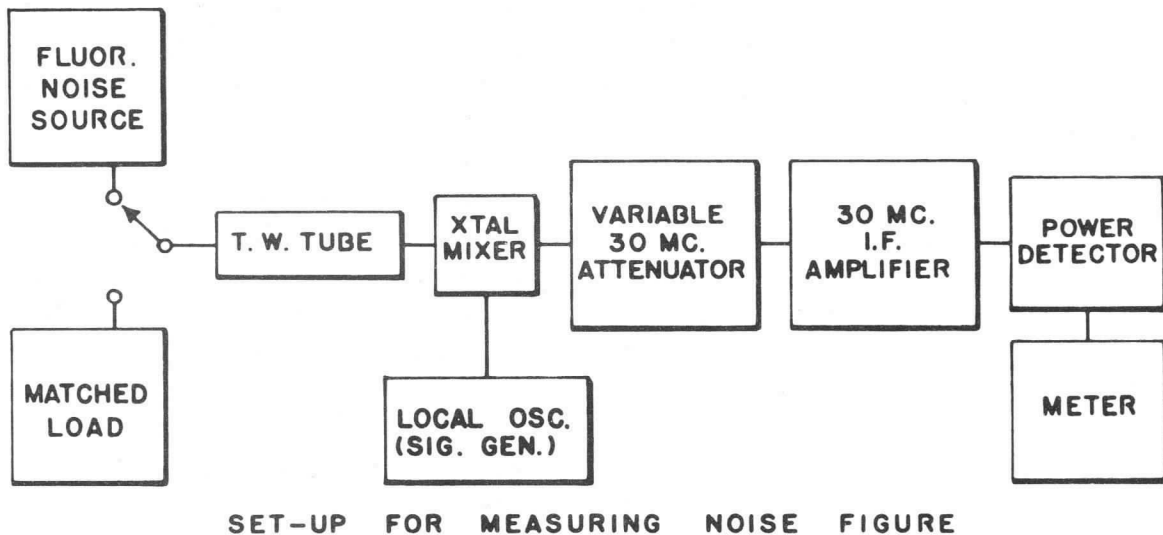 FLUOR.
NOISE
SOURCE
T. W. TUBE
XTAL
MIXER
VARIABLE
30 MC.
ATTENUATOR
30 MC.
I.F.
AMPLIFIER
POWER
DETECTOR
MATCHED
LOAD
LOCAL OSC.
(SIG. GEN.)
METER
SET-UP FOR MEASURING NOISE FIGURE